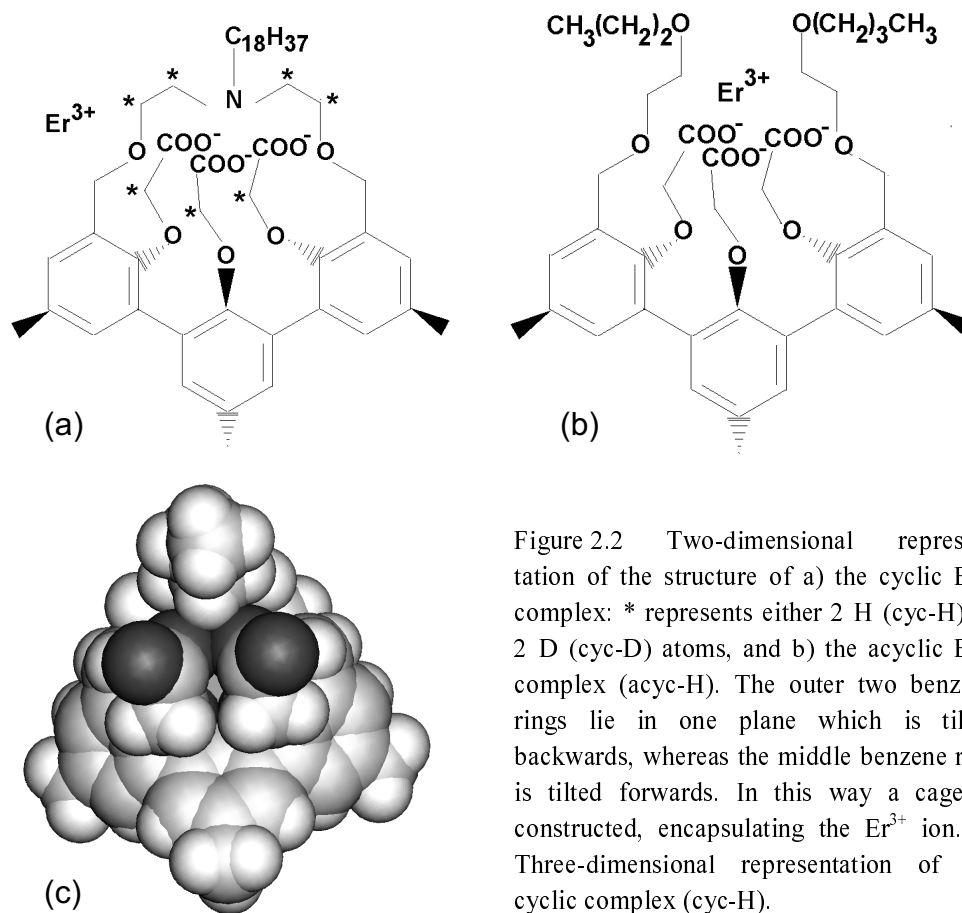 C18H37
* * * *
N
Er3+
O COO- COO- COO- O
* * *
O O O
(a)
CH3(CH2)2O O(CH2)3CH3
Er3+
O COO- COO- COO- O
O O O
(b)
(c)
Figure 2.2 Two-dimensional repres
tation of the structure of a) the cyclic E
complex: * represents either 2 H (cyc-H)
2 D (cyc-D) atoms, and b) the acyclic E
complex (acyc-H). The outer two benz
rings lie in one plane which is til
backwards, whereas the middle benzene r
is tilted forwards. In this way a cage
constructed, encapsulating the Er3+ ion.
Three-dimensional representation of
cyclic complex (cyc-H).